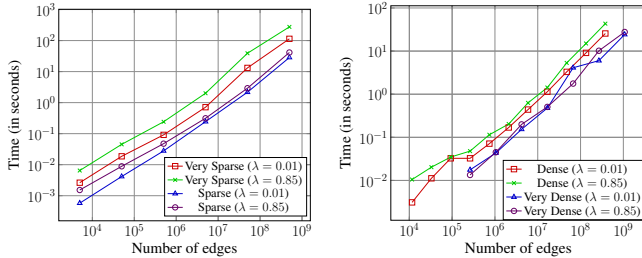 Time (in seconds)
10^3
10^2
10^1
10^0
10^−1
10^−2
10^−3
Very Sparse (λ = 0.01)
Very Sparse (λ = 0.85)
Sparse (λ = 0.01)
Sparse (λ = 0.85)
10^4 10^5 10^6 10^7 10^8 10^9
Number of edges
Time (in seconds)
10^2
10^1
10^0
10^−1
10^−2
Dense (λ = 0.01)
Dense (λ = 0.85)
Very Dense (λ = 0.01)
Very Dense (λ = 0.85)
10^4 10^5 10^6 10^7 10^8 10^9
Number of edges